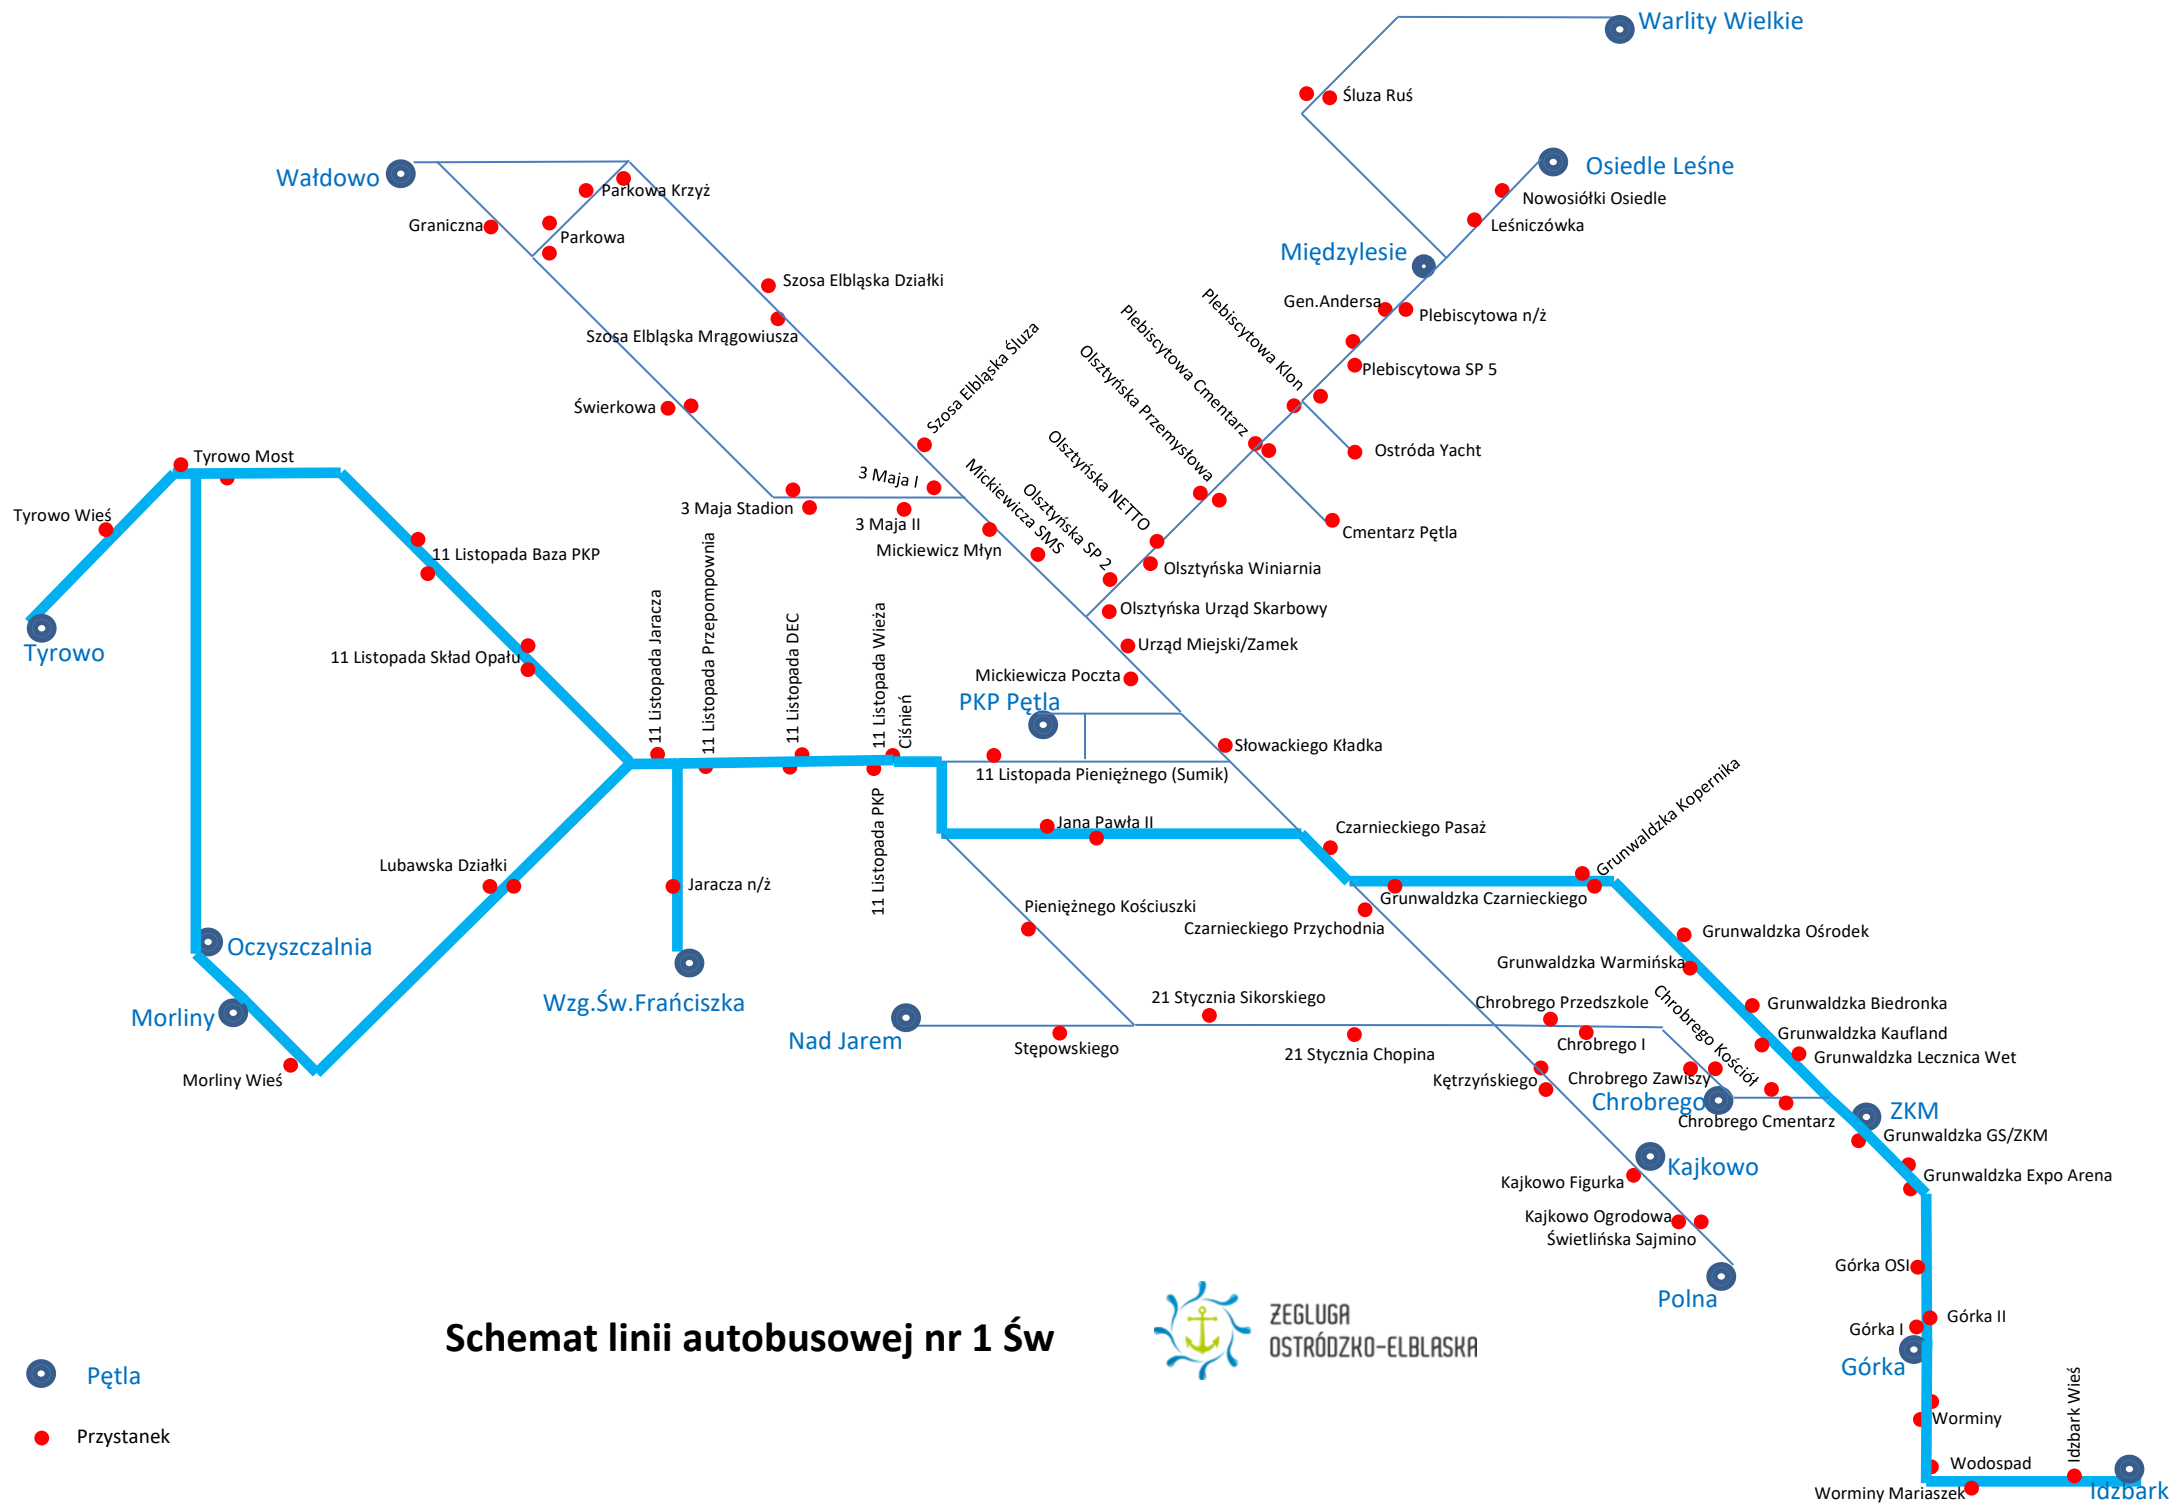 Warlity Wielkie
Śluza Ruś
Osiedle Leśne
Wałdowo
Parkowa Krzyż
Nowosiółki Osiedle
Graniczna
Leśniczówka
Parkowa
Międzylesie
Szosa Elbląska Działki
Gen.Andersa
Plebiscytowa n/ż
Szosa Elbląska Mrągowiusza
Szosa Elbląska Śluza
Plebiscytowa Klon
Plebiscytowa Cmentarz
Olsztyńska Przemysłowa
Plebiscytowa SP 5
Świerkowa
Ostróda Yacht
Tyrowo Most
3 Maja I
Mickiewicza SMS
Olsztyńska SP 2
Olsztyńska NETTO
3 Maja Stadion
3 Maja II
Tyrowo Wieś
Cmentarz Pętla
Mickiewicz Młyn
11 Listopada Baza PKP
Olsztyńska Winiarnia
Olsztyńska Urząd Skarbowy
Tyrowo
11 Listopada Skład Opału
11 Listopada Jaracza
11 Listopada Przepompownia
11 Listopada DEC
11 Listopada Wieża
Ciśnień
Urząd Miejski/Zamek
Mickiewicza Poczta
PKP Pętla
Słowackiego Kładka
11 Listopada Pieniężnego (Sumik)
Grunwaldzka Kopernika
Jana Pawła II
Czarnieckiego Pasaż
11 Listopada PKP
Lubawska Działki
Jaracza n/ż
Grunwaldzka Czarnieckiego
Pieniężnego Kościuszki
Czarnieckiego Przychodnia
Grunwaldzka Ośrodek
Oczyszczalnia
Grunwaldzka Warmińska
Wzg.Św.Frańciszka
21 Stycznia Sikorskiego
Chrobrego Przedszkole
Chrobrego Kościół
Grunwaldzka Biedronka
Morliny
Nad Jarem
Stępowskiego
21 Stycznia Chopina
Chrobrego I
Grunwaldzka Kaufland
Grunwaldzka Lecznica Wet
Morliny Wieś
Kętrzyńskiego
Chrobrego Zawiszy
Chrobrego
ZKM
Chrobrego Cmentarz
Grunwaldzka GS/ZKM
Kajkowo
Kajkowo Figurka
Grunwaldzka Expo Arena
Kajkowo Ogrodowa
Świetlińska Sajmino
Górka OSI
Polna
Górka II
Górka I
Schemat linii autobusowej nr 1 Św
ŻEGLUGA
OSTRÓDZKO-ELBLASKA
Górka
Pętla
Worminy
Idzbark Wieś
Przystanek
Wodospad
Worminy Mariaszek
Idzbark